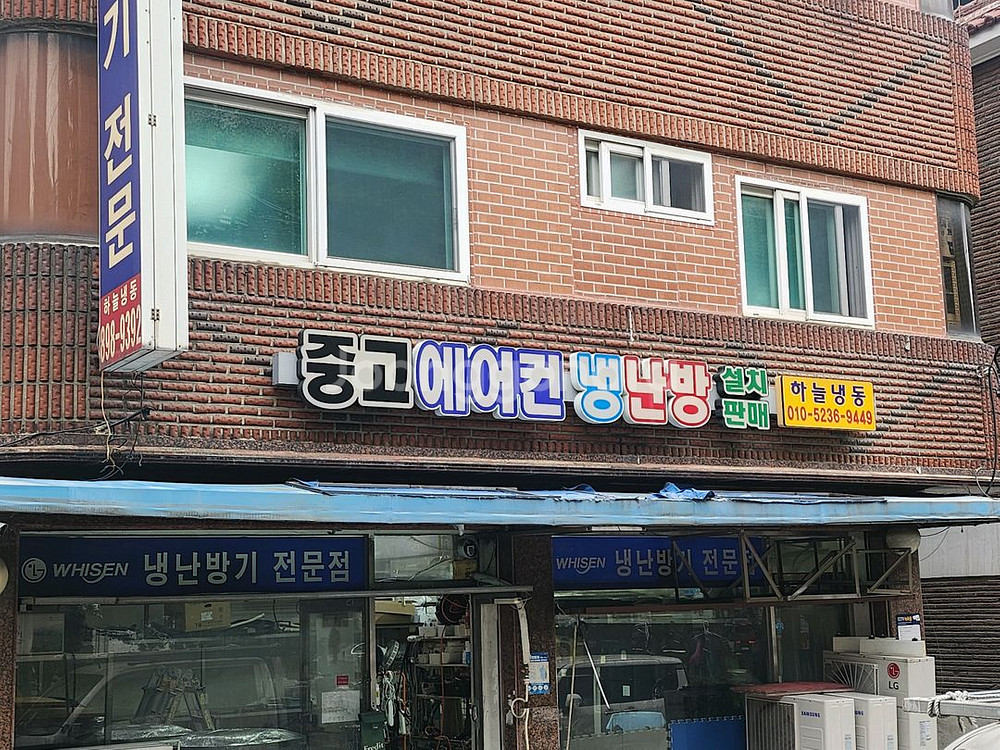 기 전문
하늘냉동
898-9392
중고에어컨 냉난방 설치 판매
하늘냉동
010-5236-9449
LG WHISEN 냉난방기 전문점
WHISEN 냉난방기 전문점
LG
SAMSUNG